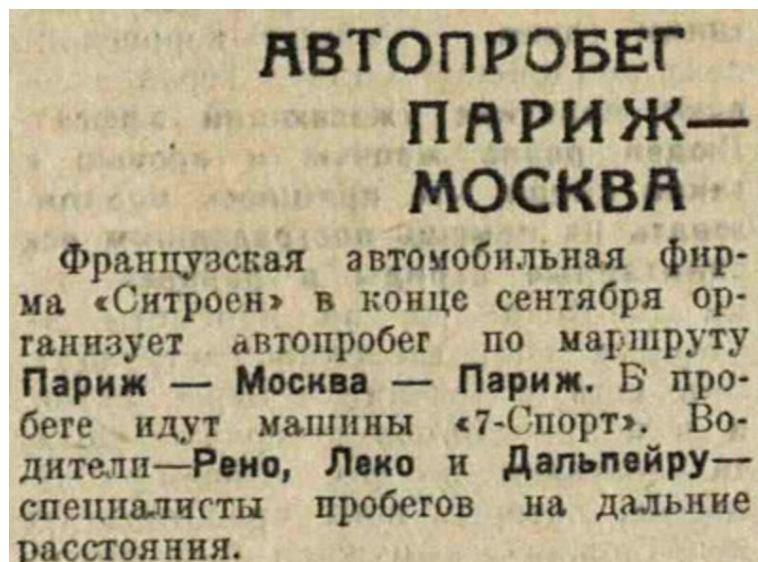 АВТОПРОБЕГ
ПАРИЖ—
МОСКВА
Французская автомобильная фир-
ма «Ситроен» в конце сентября ор-
ганизует автопробег по маршруту
Париж — Москва — Париж. В про-
беге идут машины «7-Спорт». Во-
дители—Рено, Леко и Дальпейру—
специалисты пробегов на дальние
расстояния.